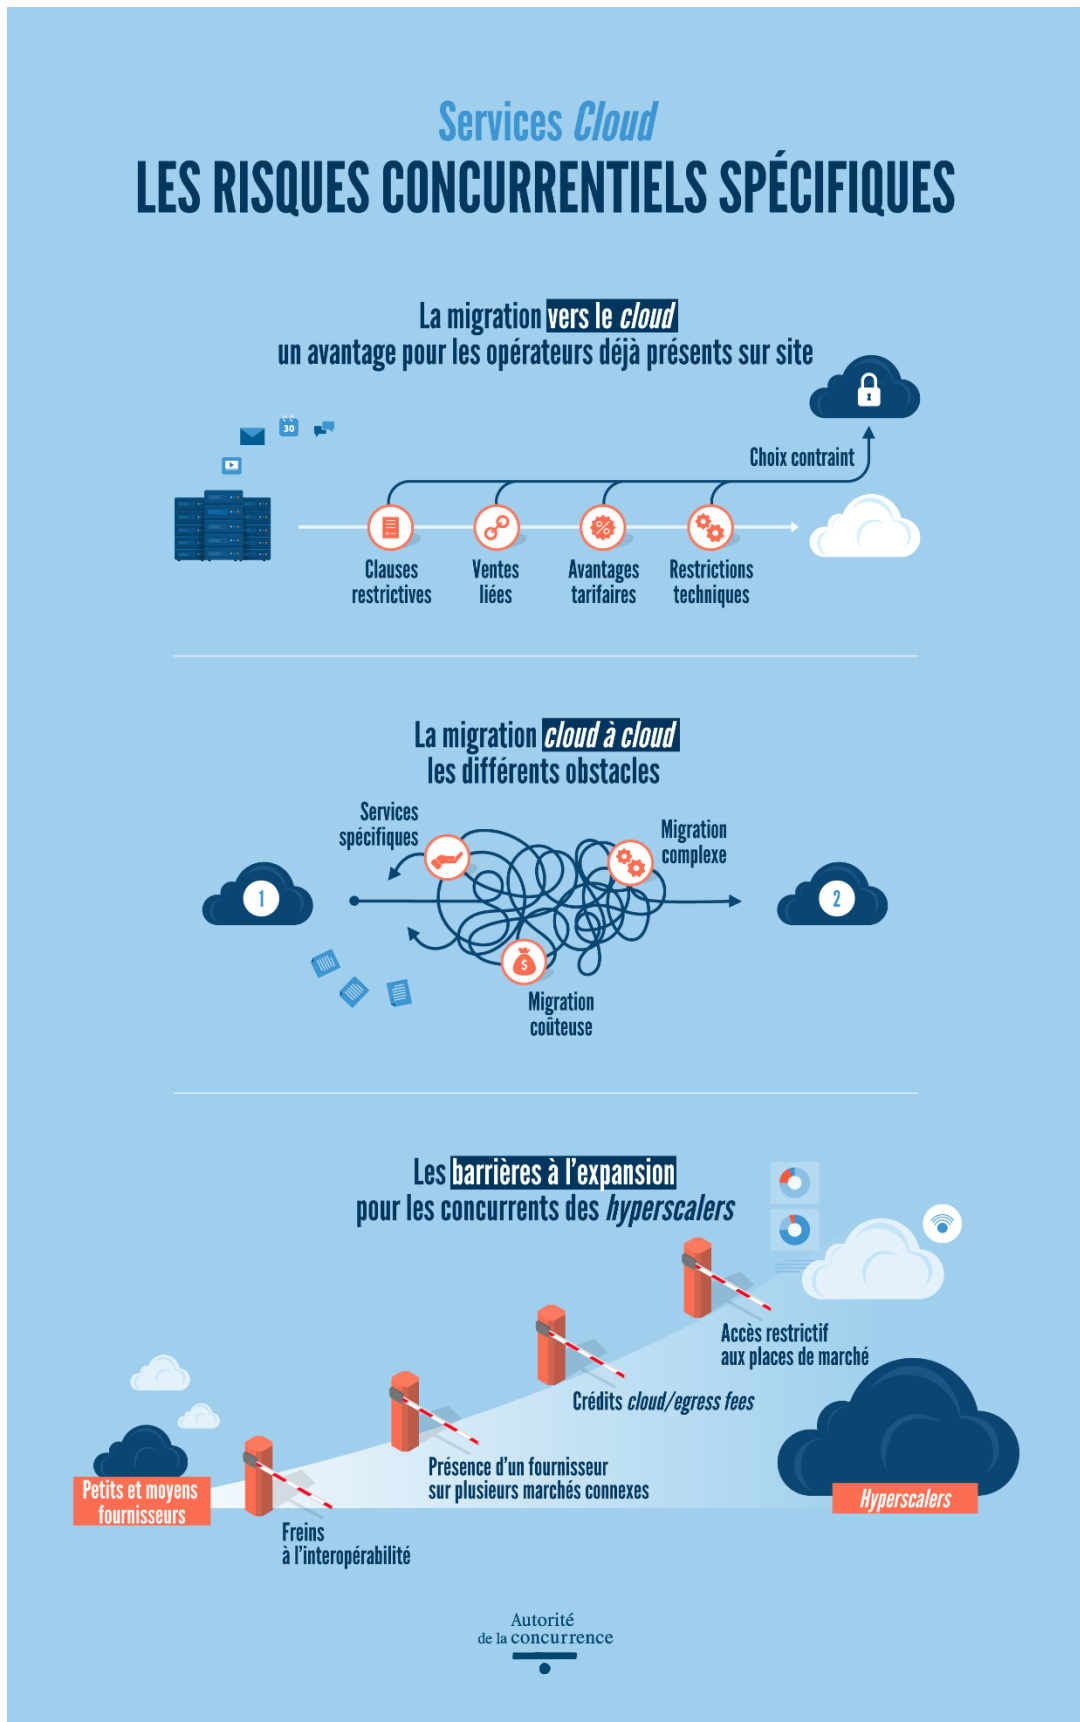 Services Cloud
LES RISQUES CONCURRENTIELS SPÉCIFIQUES
La migration vers le cloud
un avantage pour les opérateurs déjà présents sur site
30
Choix contraint
Clauses
restrictives
Ventes
liées
Avantages
tarifaires
Restrictions
techniques
La migration cloud à cloud
les différents obstacles
Services
spécifiques
Migration
complexe
1
2
$
Migration
coûteuse
Les barrières à l'expansion
pour les concurrents des hyperscalers
Accès restrictif
aux places de marché
Crédits cloud/egress fees
Présence d'un fournisseur
sur plusieurs marchés connexes
Petits et moyens
fournisseurs
Hyperscalers
Freins
à l'interopérabilité
Autorité
de la concurrence